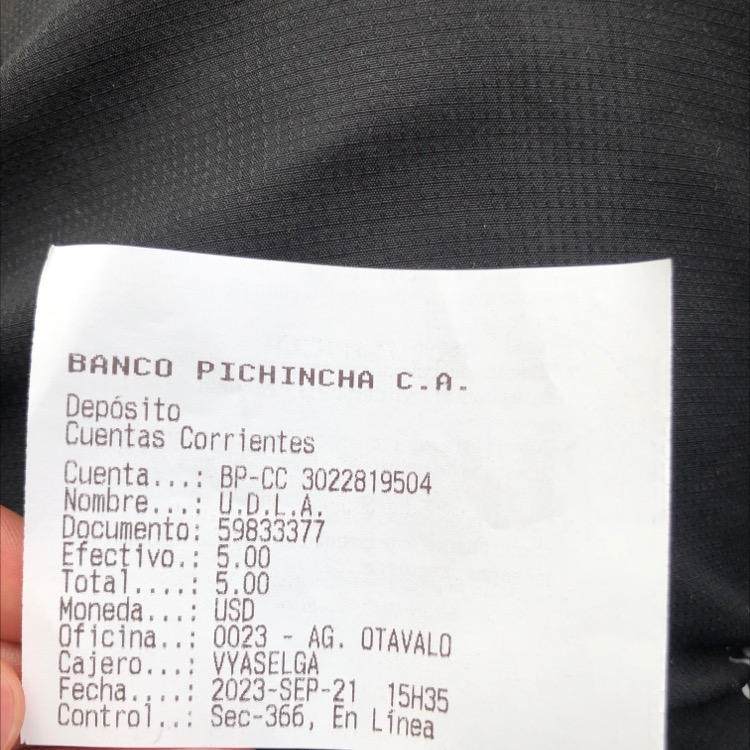 BANCO PICHINCHA C.A.
Depósito
Cuentas Corrientes
Cuenta...: BP-CC 3022819504
Nombre...: U.D.L.A.
Documento: 59833377
Efectivo.: 5.00
Total....: 5.00
Moneda...: USD
Oficina..: 0023 - AG. OTAVALO
Cajero...: VYASELGA
Fecha....: 2023-SEP-21 15H35
Control..: Sec-366, En Línea